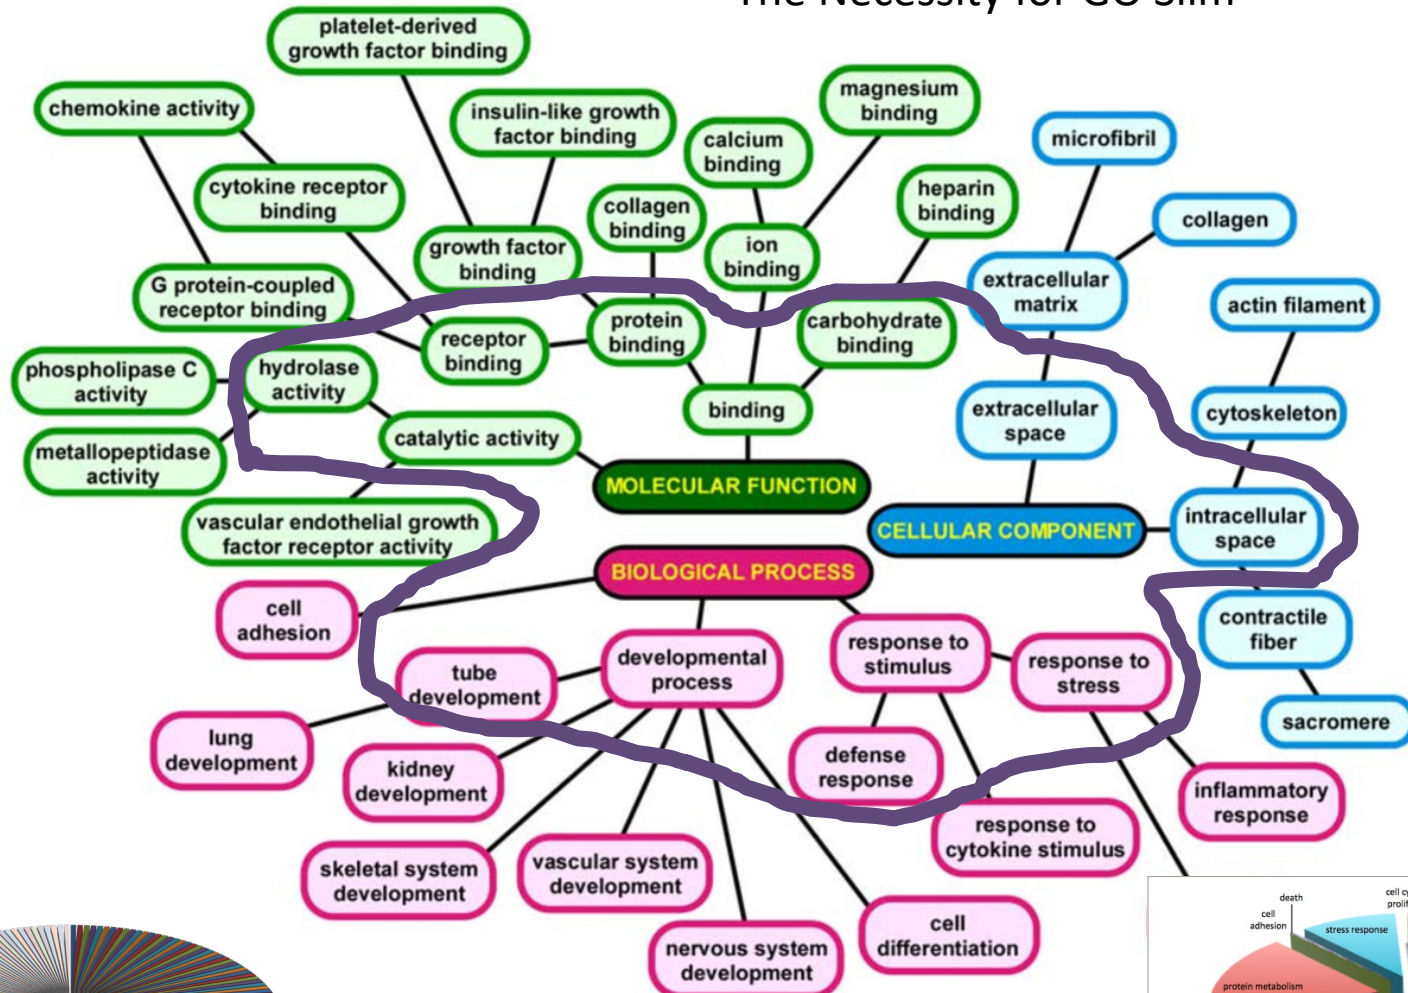 The Necessity for GO Slim
platelet-derived
growth factor binding
chemokine activity
insulin-like growth
factor binding
magnesium
binding
calcium
binding
microfibril
cytokine receptor
binding
collagen
binding
heparin
binding
collagen
growth factor
binding
ion
binding
G protein-coupled
receptor binding
extracellular
matrix
actin filament
receptor
binding
protein
binding
carbohydrate
binding
phospholipase C
activity
hydrolase
activity
binding
extracellular
space
cytoskeleton
metallopeptidase
activity
catalytic activity
MOLECULAR FUNCTION
vascular endothelial growth
factor receptor activity
CELLULAR COMPONENT
intracellular
space
BIOLOGICAL PROCESS
cell
adhesion
contractile
fiber
tube
development
developmental
process
response to
stimulus
response to
stress
sacromere
lung
development
kidney
development
defense
response
inflammatory
response
response to
cytokine stimulus
skeletal system
development
vascular system
development
nervous system
development
cell
differentiation
death
cell
adhesion
stress response
cell
protein metabolism